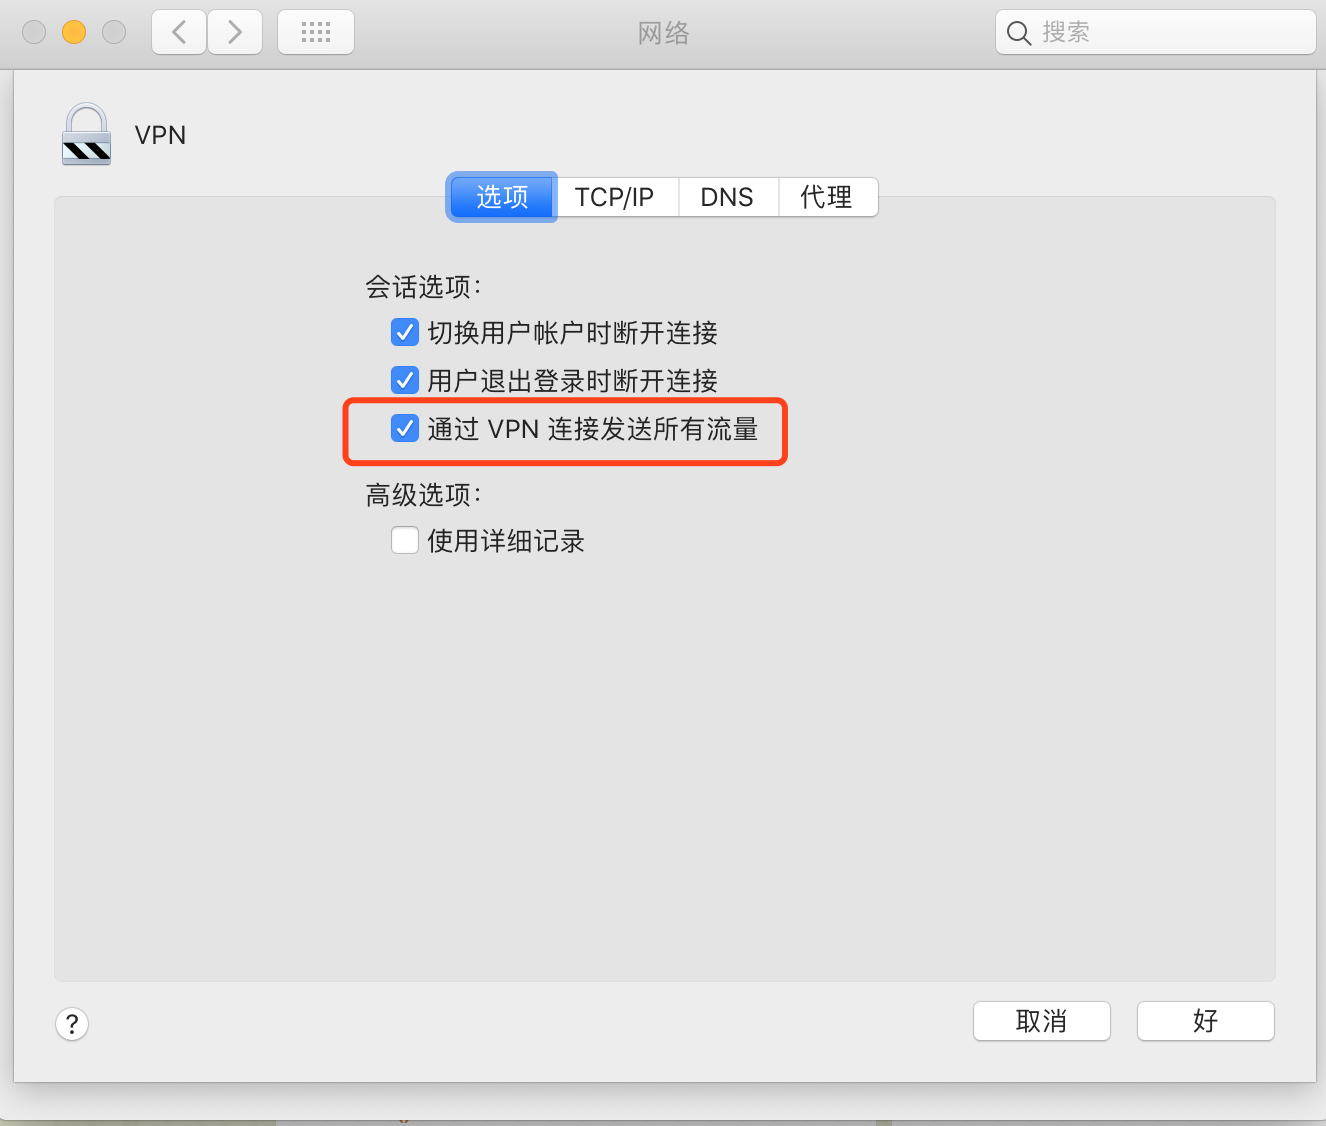 网络
搜索
VPN
选项
TCP/IP
DNS
代理
会话选项：
切换用户帐户时断开连接
用户退出登录时断开连接
通过 VPN 连接发送所有流量
高级选项：
使用详细记录
?
取消
好